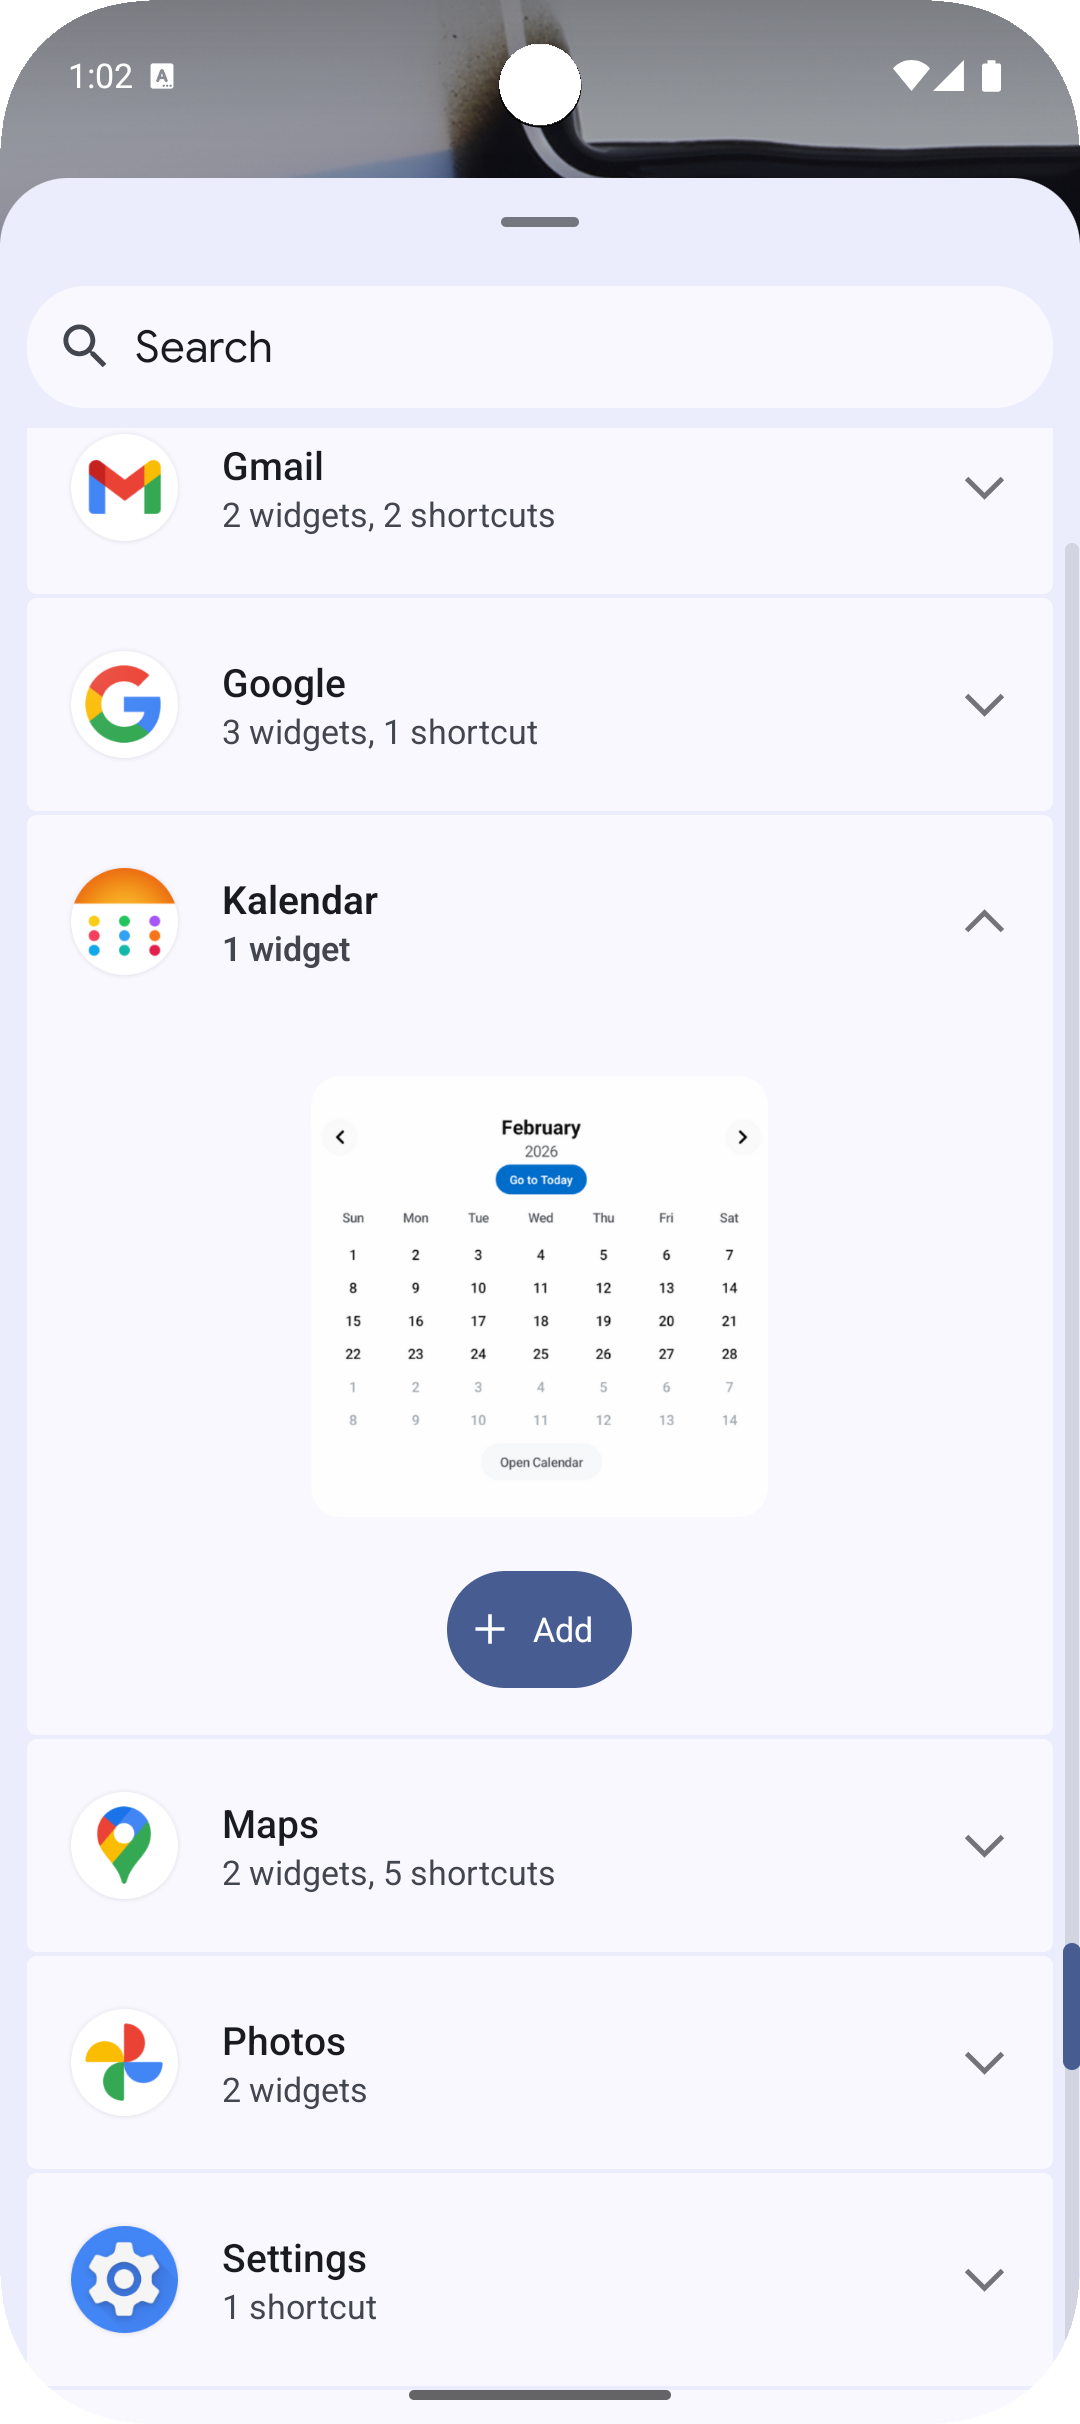 1:02
Search
Gmail
2 widgets, 2 shortcuts
Google
3 widgets, 1 shortcut
Kalendar
1 widget
February
2026
Go to Today
Sun Mon Tue Wed Thu Fri Sat
1 2 3 4 5 6 7
8 9 10 11 12 13 14
15 16 17 18 19 20 21
22 23 24 25 26 27 28
1 2 3 4 5 6 7
8 9 10 11 12 13 14
Open Calendar
+ Add
Maps
2 widgets, 5 shortcuts
Photos
2 widgets
Settings
1 shortcut